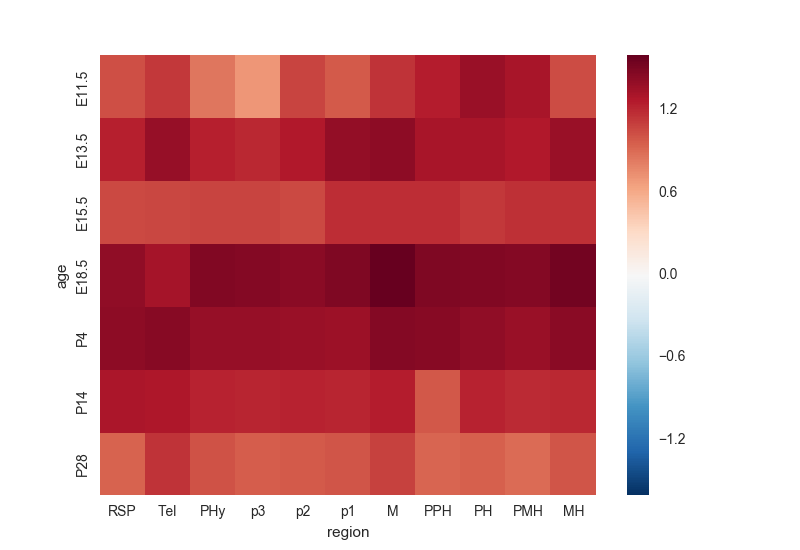 E11.5
E13.5
E15.5
E18.5
P4
P14
P28
age
RSP Tel PHy p3 p2 p1 M PPH PH PMH MH
region
1.2
0.6
0.0
−0.6
−1.2